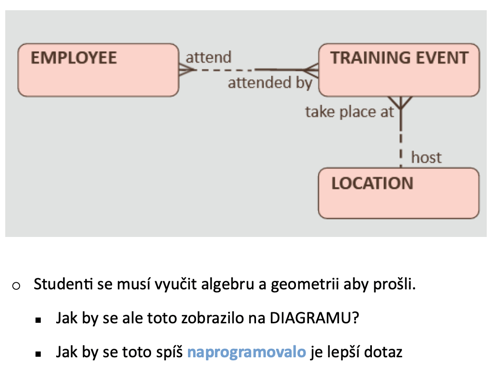 EMPLOYEE
attend
attended by
TRAINING EVENT
take place at
host
LOCATION
Studenti se musí vyučit algebru a geometrii aby prošli.
Jak by se ale toto zobrazilo na DIAGRAMU?
Jak by se toto spíš naprogramovalo je lepší dotaz